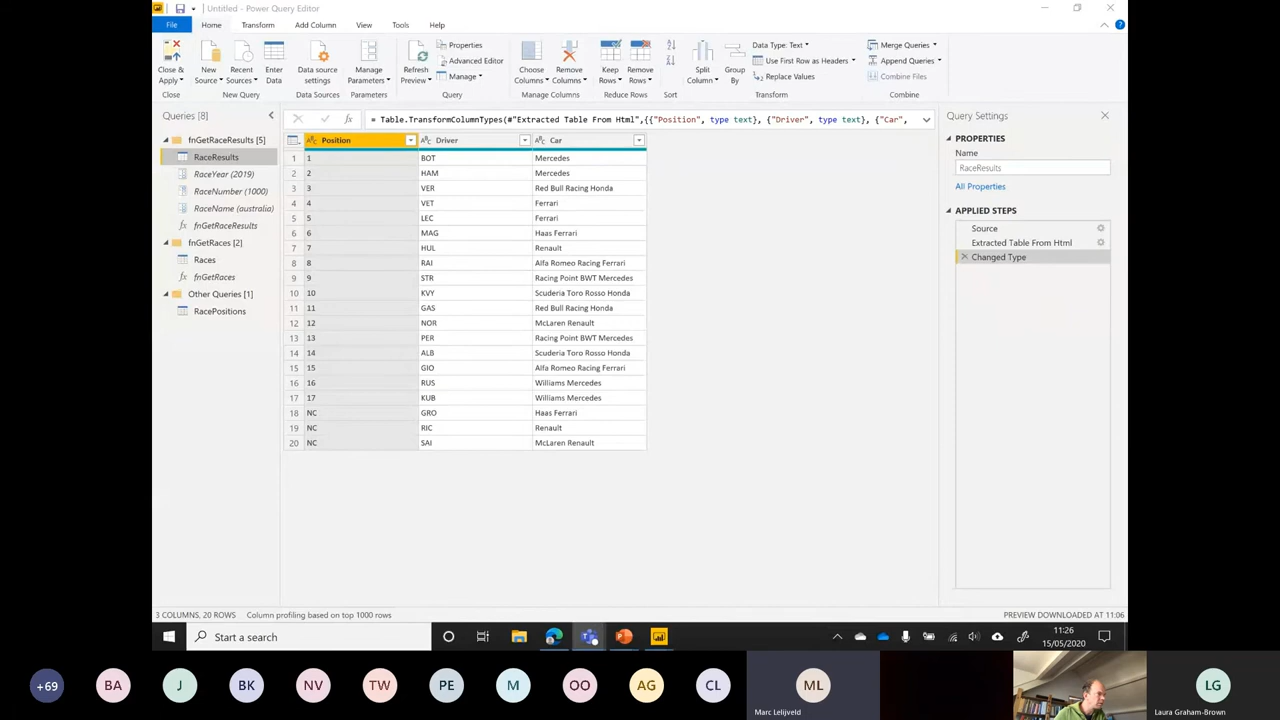 Untitled - Power Query Editor
File
Home
Transform
Add Column
View
Tools
Help
Close &
Apply
Close
New
Source
Recent
Sources
Enter
Data
New Query
Data source
settings
Data Sources
Manage
Parameters
Parameters
Refresh
Preview
Properties
Advanced Editor
Manage
Query
Choose
Columns
Remove
Columns
Manage Columns
Keep
Rows
Remove
Rows
Reduce Rows
Sort
Split
Column
Group
By
Data Type: Text
Use First Row as Headers
Replace Values
Transform
Merge Queries
Append Queries
Combine Files
Combine
Queries [8]
fnGetRaceResults [5]
RaceResults
RaceYear (2019)
RaceNumber (1000)
RaceName (australia)
fx fnGetRaceResults
fnGetRaces [2]
Races
fx fnGetRaces
Other Queries [1]
RacePositions
fx = Table.TransformColumnTypes(#"Extracted Table From Html",{{"Position", type text}, {"Driver", type text}, {"Car",
Position Driver Car
1 1 BOT Mercedes
2 2 HAM Mercedes
3 3 VER Red Bull Racing Honda
4 4 VET Ferrari
5 5 LEC Ferrari
6 6 MAG Haas Ferrari
7 7 HUL Renault
8 8 RAI Alfa Romeo Racing Ferrari
9 9 STR Racing Point BWT Mercedes
10 10 KVY Scuderia Toro Rosso Honda
11 11 GAS Red Bull Racing Honda
12 12 NOR McLaren Renault
13 13 PER Racing Point BWT Mercedes
14 14 ALB Scuderia Toro Rosso Honda
15 15 GIO Alfa Romeo Racing Ferrari
16 16 RUS Williams Mercedes
17 17 KUB Williams Mercedes
18 NC GRO Haas Ferrari
19 NC RIC Renault
20 NC SAI McLaren Renault
Query Settings
PROPERTIES
Name
RaceResults
All Properties
APPLIED STEPS
Source
Extracted Table From Html
Changed Type
3 COLUMNS, 20 ROWS Column profiling based on top 1000 rows
PREVIEW DOWNLOADED AT 11:06
Start a search
11:26
15/05/2020
+69
BA
J
BK
NV
TW
PE
M
OO
AG
CL
ML
Marc Lelijveld
LG
Laura Graham-Brown